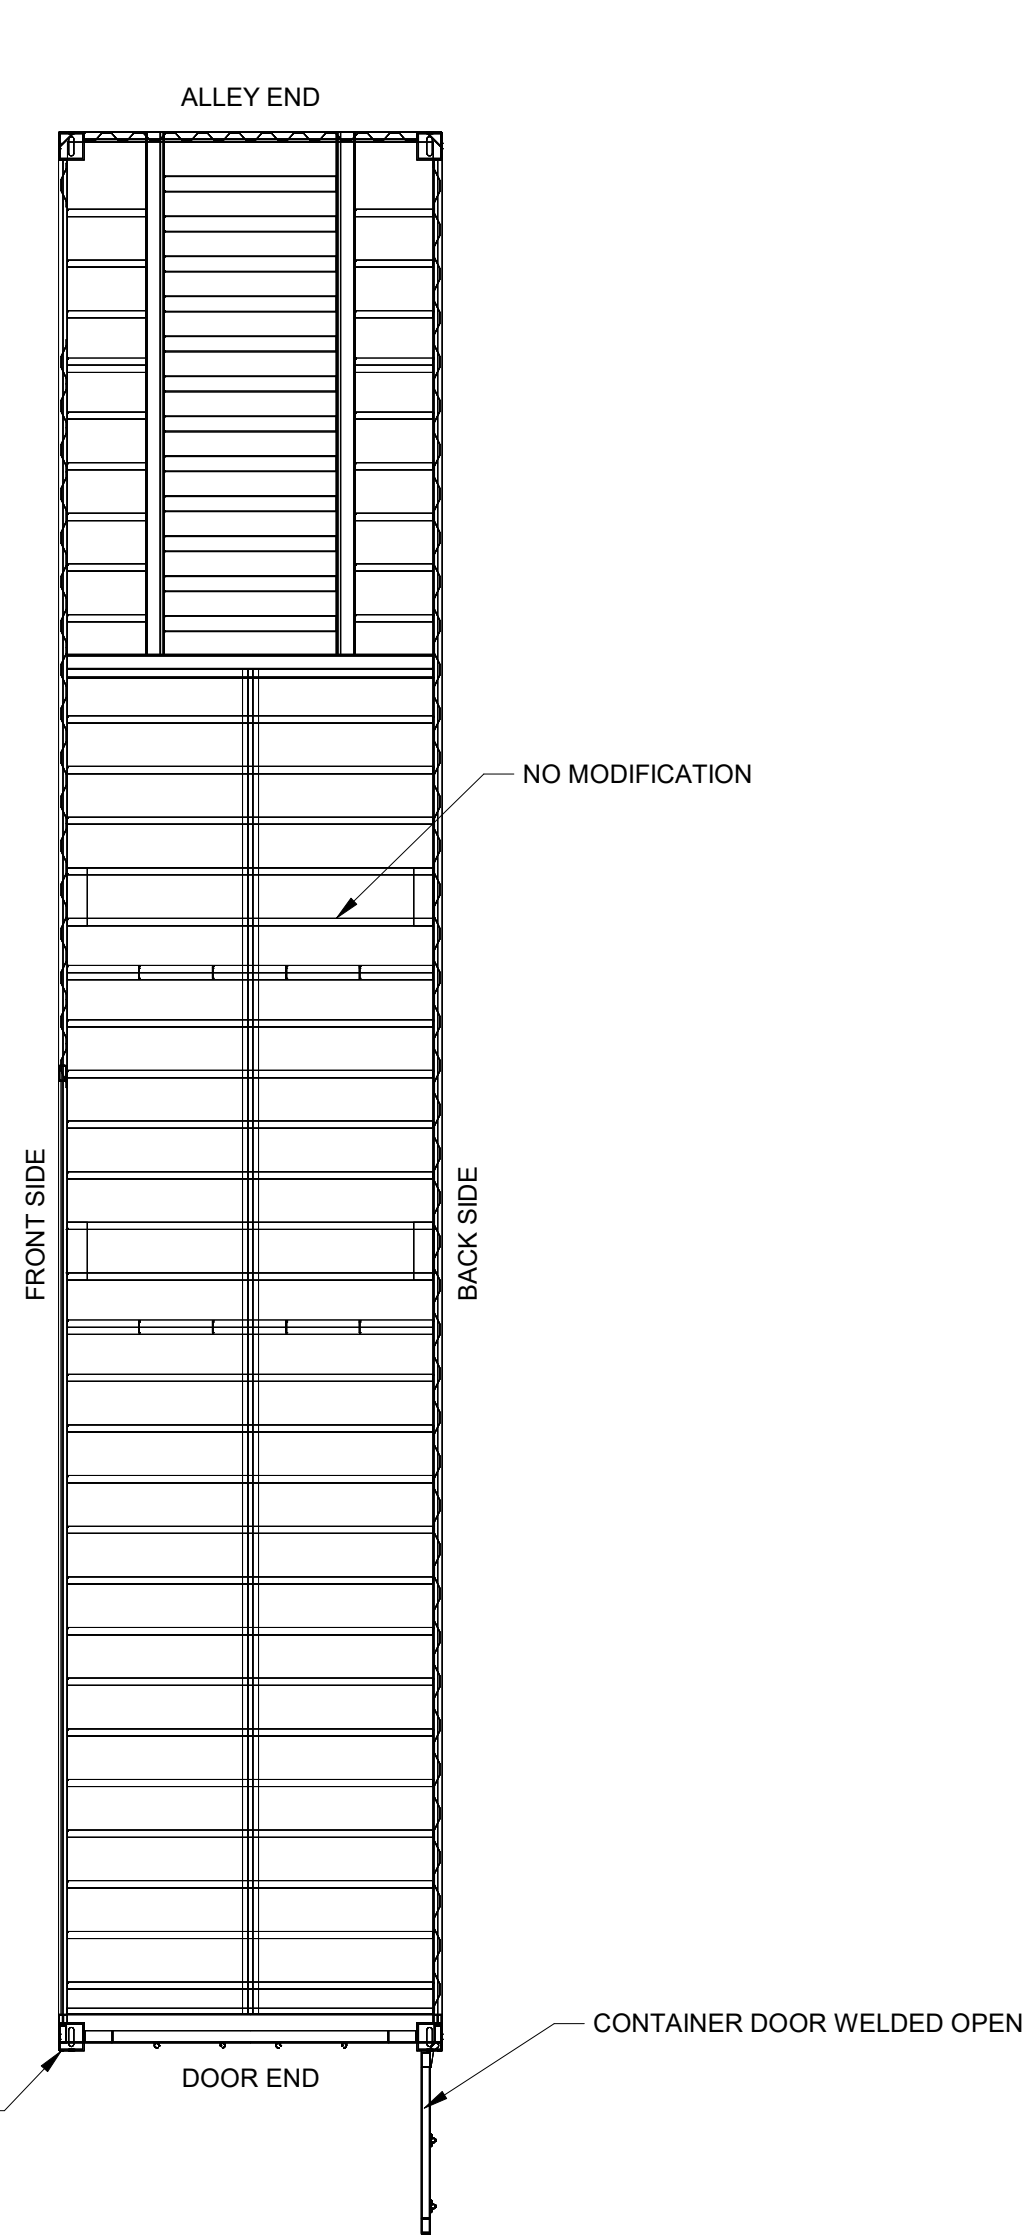 ALLEY END
NO MODIFICATION
FRONT SIDE
BACK SIDE
CONTAINER DOOR WELDED OPEN
DOOR END